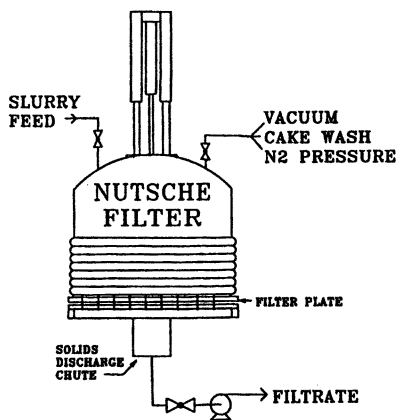 SLURRY
FEED
VACUUM
CAKE WASH
N2 PRESSURE
NUTSCHE
FILTER
FILTER PLATE
SOLIDS
DISCHARGE
CHUTE
FILTRATE